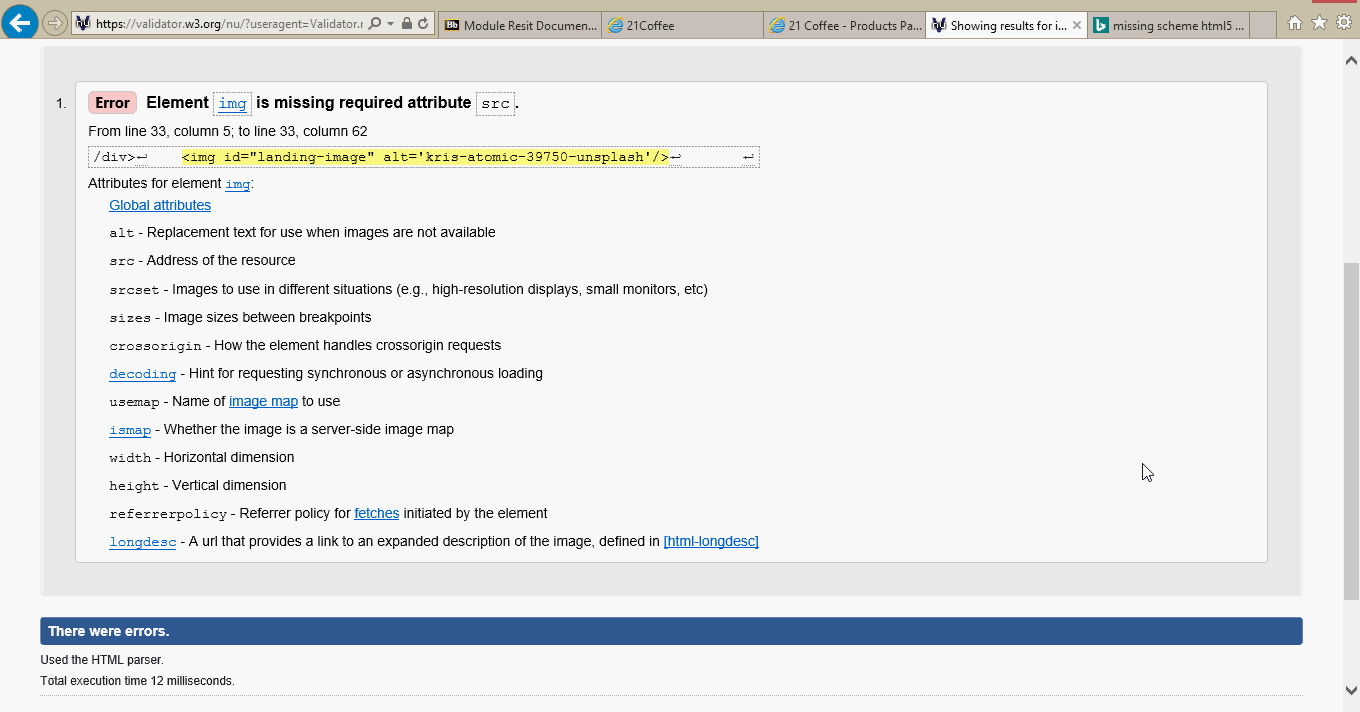 https://validator.w3.org/nu/?useragent=Validator.r
Module Resit Documen...
21Coffee
21 Coffee - Products Pa...
Showing results for i...
missing scheme html5 ...
1. Error Element img is missing required attribute src.
From line 33, column 5; to line 33, column 62
/div>↩ <img id="landing-image" alt='kris-atomic-39750-unsplash'/>↩ ↩
Attributes for element img:
Global attributes
alt - Replacement text for use when images are not available
src - Address of the resource
srcset - Images to use in different situations (e.g., high-resolution displays, small monitors, etc)
sizes - Image sizes between breakpoints
crossorigin - How the element handles crossorigin requests
decoding - Hint for requesting synchronous or asynchronous loading
usemap - Name of image map to use
ismap - Whether the image is a server-side image map
width - Horizontal dimension
height - Vertical dimension
referrerpolicy - Referrer policy for fetches initiated by the element
longdesc - A url that provides a link to an expanded description of the image, defined in [html-longdesc]
There were errors.
Used the HTML parser.
Total execution time 12 milliseconds.